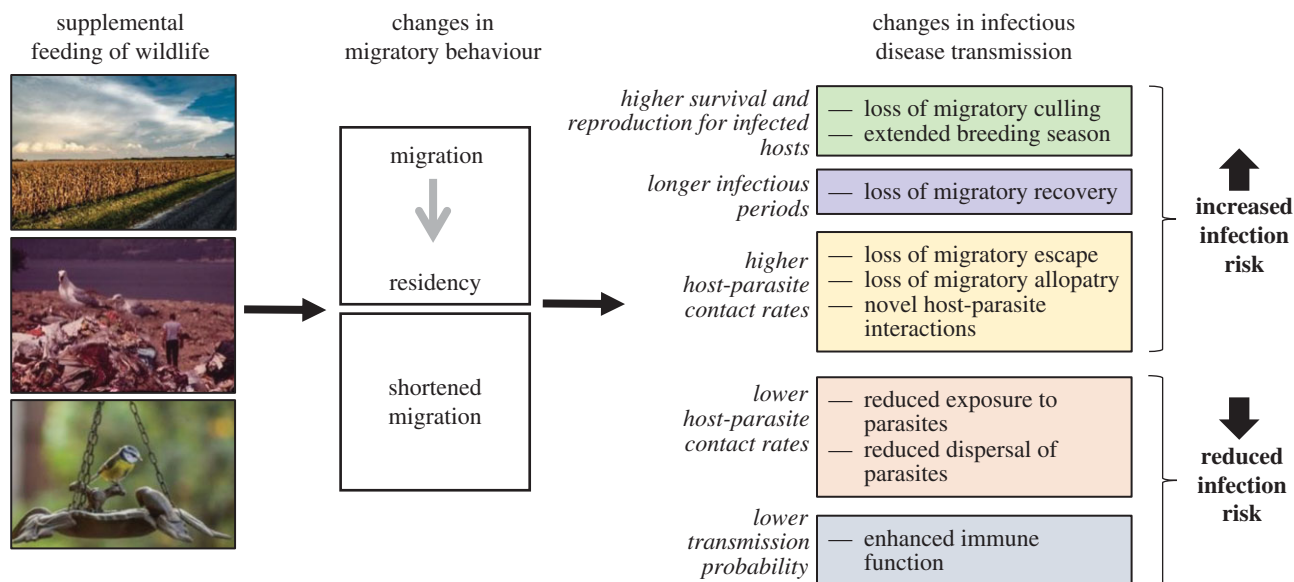 supplemental
feeding of wildlife
changes in
migratory behaviour
migration
residency
shortened
migration
changes in infectious
disease transmission
higher survival and
reproduction for infected
hosts
— loss of migratory culling
— extended breeding season
longer infectious
periods
— loss of migratory recovery
higher
host-parasite
contact rates
— loss of migratory escape
— loss of migratory allopatry
— novel host-parasite
interactions
increased
infection
risk
lower
host-parasite
contact rates
— reduced exposure to
parasites
— reduced dispersal of
parasites
lower
transmission
probability
— enhanced immune
function
reduced
infection
risk